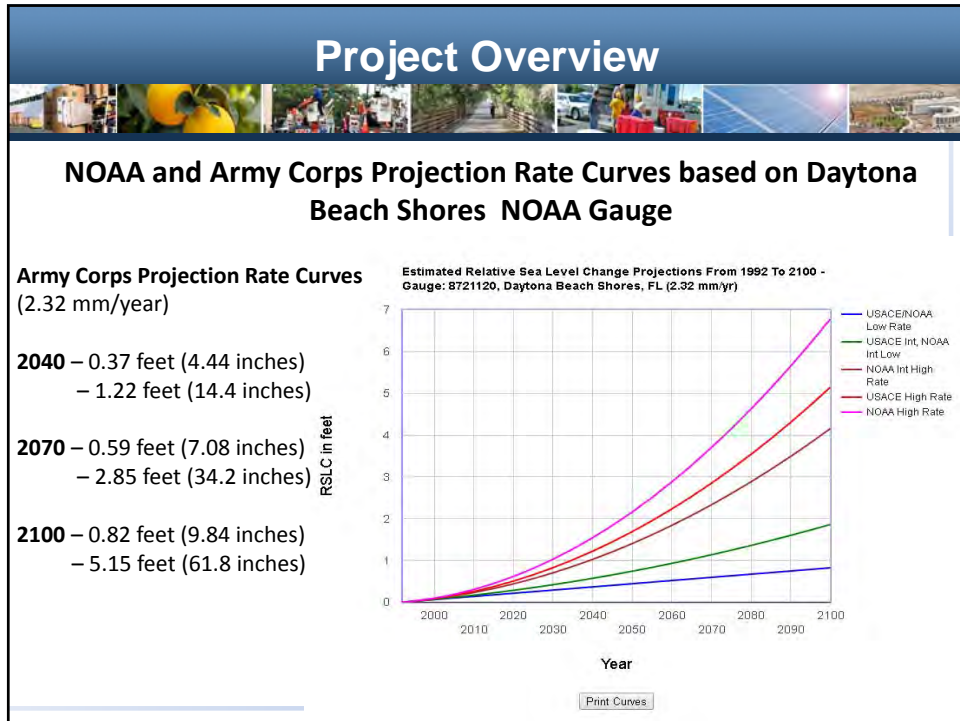 Project Overview
NOAA and Army Corps Projection Rate Curves based on Daytona
Beach Shores NOAA Gauge
Army Corps Projection Rate Curves
(2.32 mm/year)
2040 – 0.37 feet (4.44 inches)
– 1.22 feet (14.4 inches)
2070 – 0.59 feet (7.08 inches)
– 2.85 feet (34.2 inches)
2100 – 0.82 feet (9.84 inches)
– 5.15 feet (61.8 inches)
Estimated Relative Sea Level Change Projections From 1992 To 2100 -
Gauge: 8721120, Daytona Beach Shores, FL (2.32 mm/yr)
RSLC in feet
7
6
5
4
3
2
1
0
2000 2020 2040 2060 2080 2100
2010 2030 2050 2070 2090
Year
USACE/NOAA
Low Rate
USACE Int, NOAA
Int Low
NOAA Int High
Rate
USACE High Rate
NOAA High Rate
Print Curves